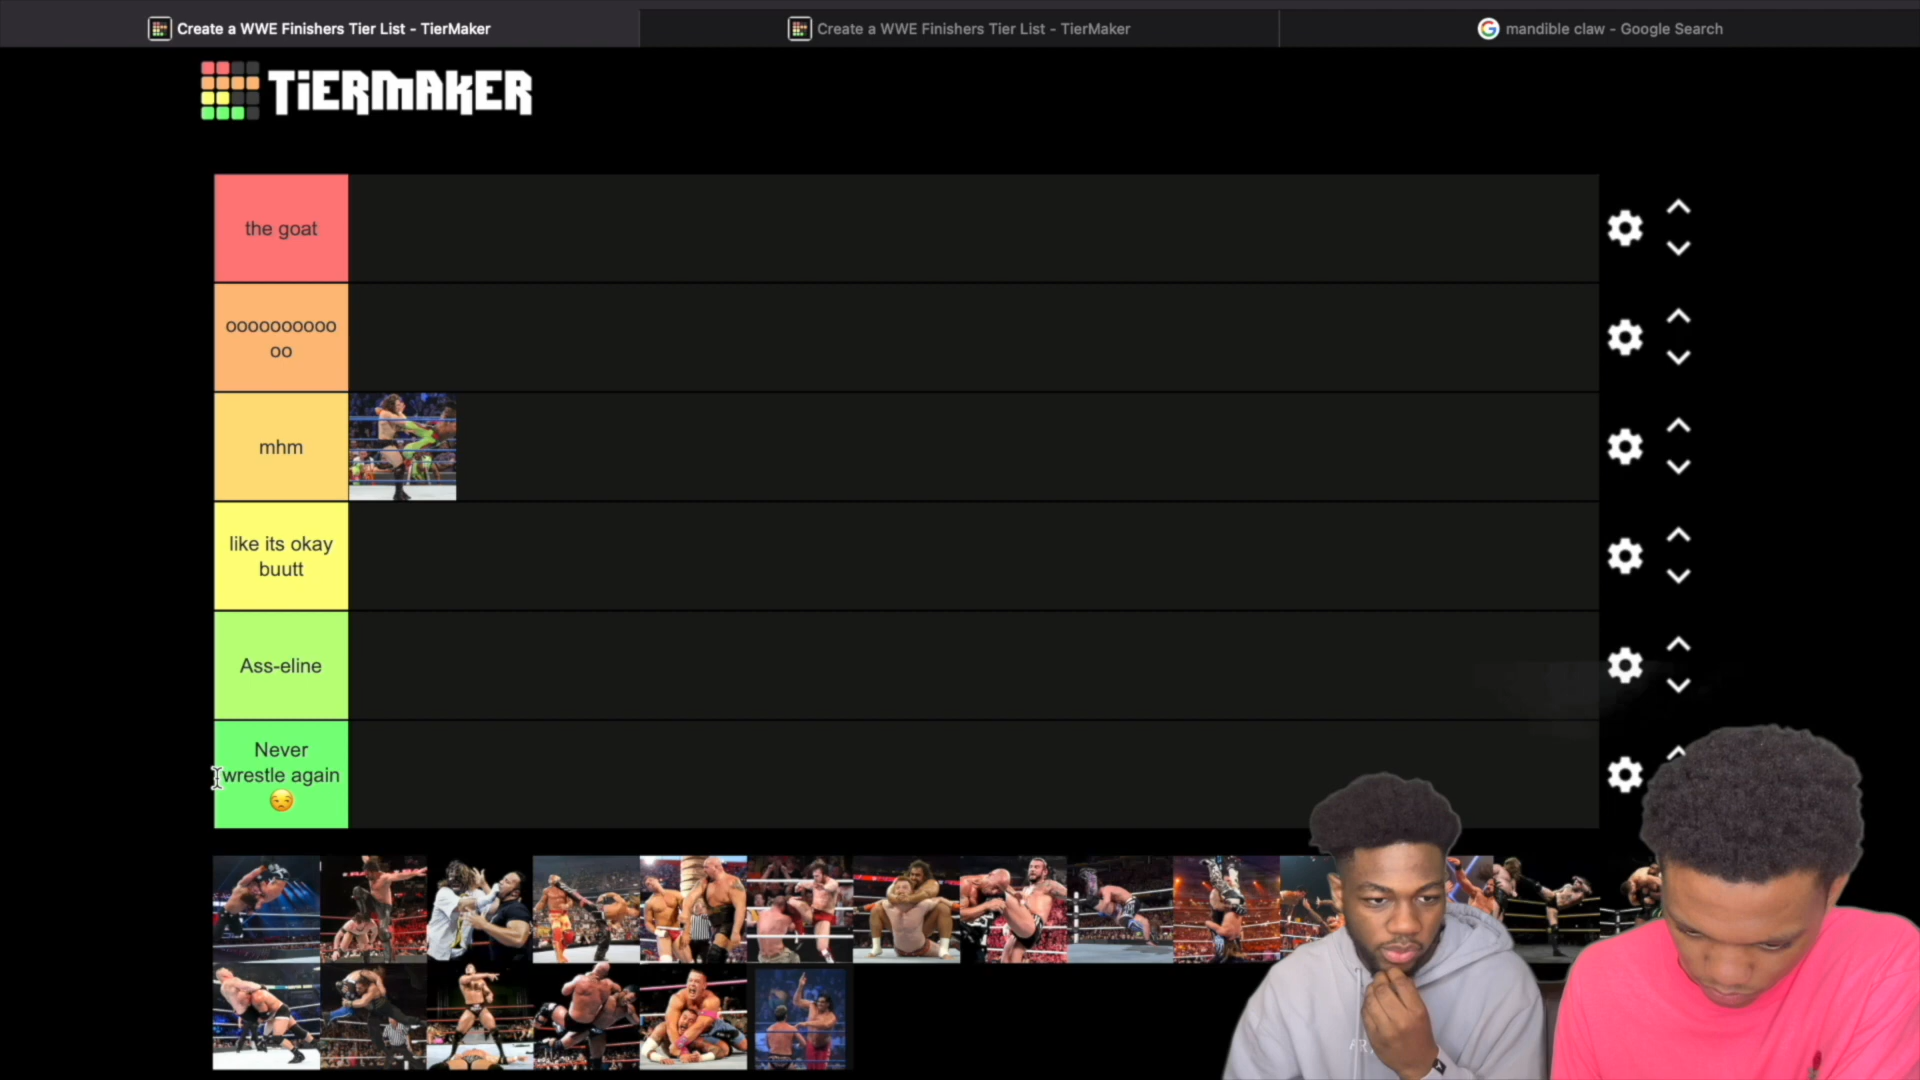 Create a WWE Finishers Tier List - TierMaker
Create a WWE Finishers Tier List - TierMaker
mandible claw - Google Search
TiERMAKER
the goat
oooooooooo
oo
mhm
like its okay
buutt
Ass-eline
Never
wrestle again
😒